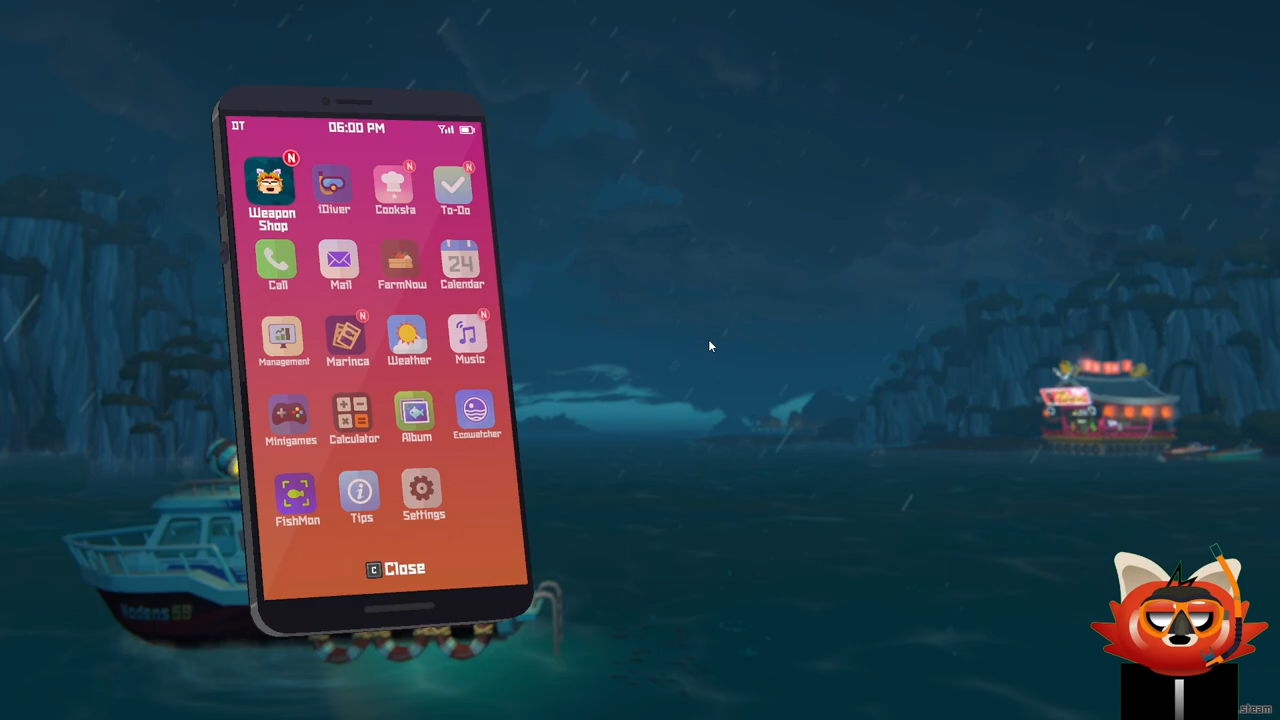 DT
06:00 PM
N
Weapon
Shop
iDiver
N
Cooksta
N
To-Do
Call
Mail
FarmNow
24
Calendar
Management
N
Marinca
Weather
N
Music
Minigames
Calculator
Album
Ecowatcher
FishMon
Tips
Settings
C Close
steam